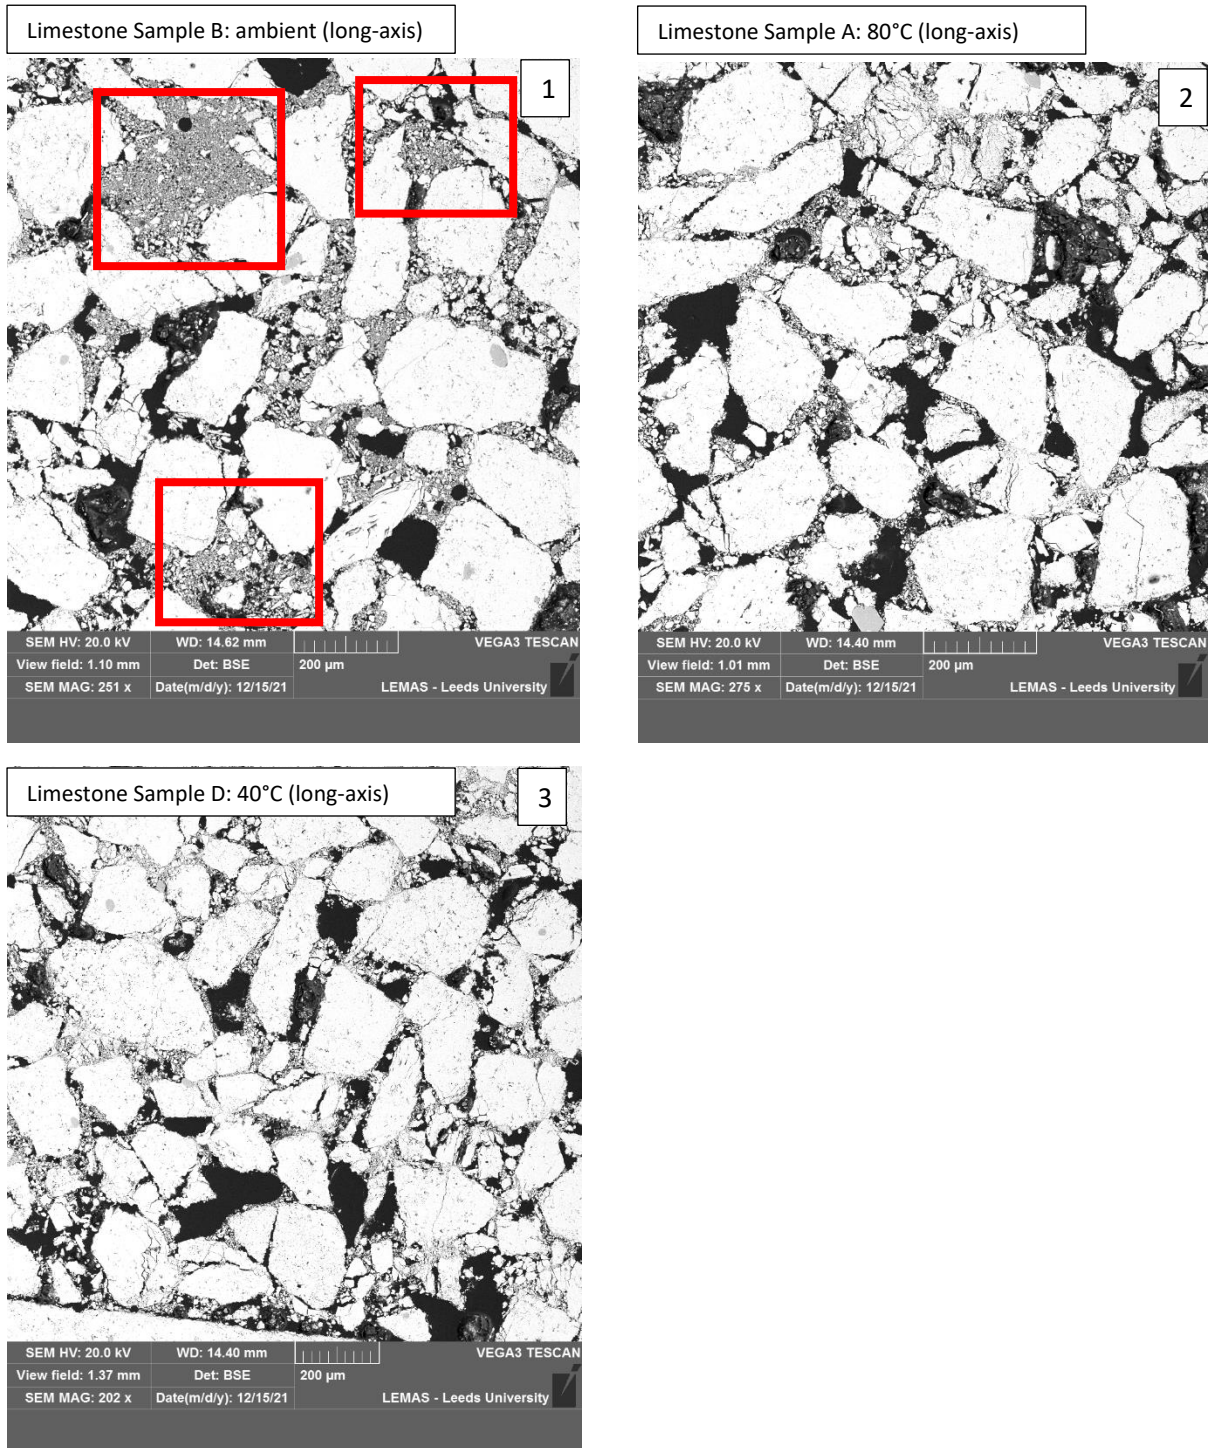 Limestone Sample B: ambient (long-axis)
1
SEM HV: 20.0 kV WD: 14.62 mm VEGA3 TESCAN
View field: 1.10 mm Det: BSE 200 µm
SEM MAG: 251 x Date(m/d/y): 12/15/21 LEMAS - Leeds University
Limestone Sample A: 80°C (long-axis)
2
SEM HV: 20.0 kV WD: 14.40 mm VEGA3 TESCAN
View field: 1.01 mm Det: BSE 200 µm
SEM MAG: 275 x Date(m/d/y): 12/15/21 LEMAS - Leeds University
Limestone Sample D: 40°C (long-axis)
3
SEM HV: 20.0 kV WD: 14.40 mm VEGA3 TESCAN
View field: 1.37 mm Det: BSE 200 µm
SEM MAG: 202 x Date(m/d/y): 12/15/21 LEMAS - Leeds University